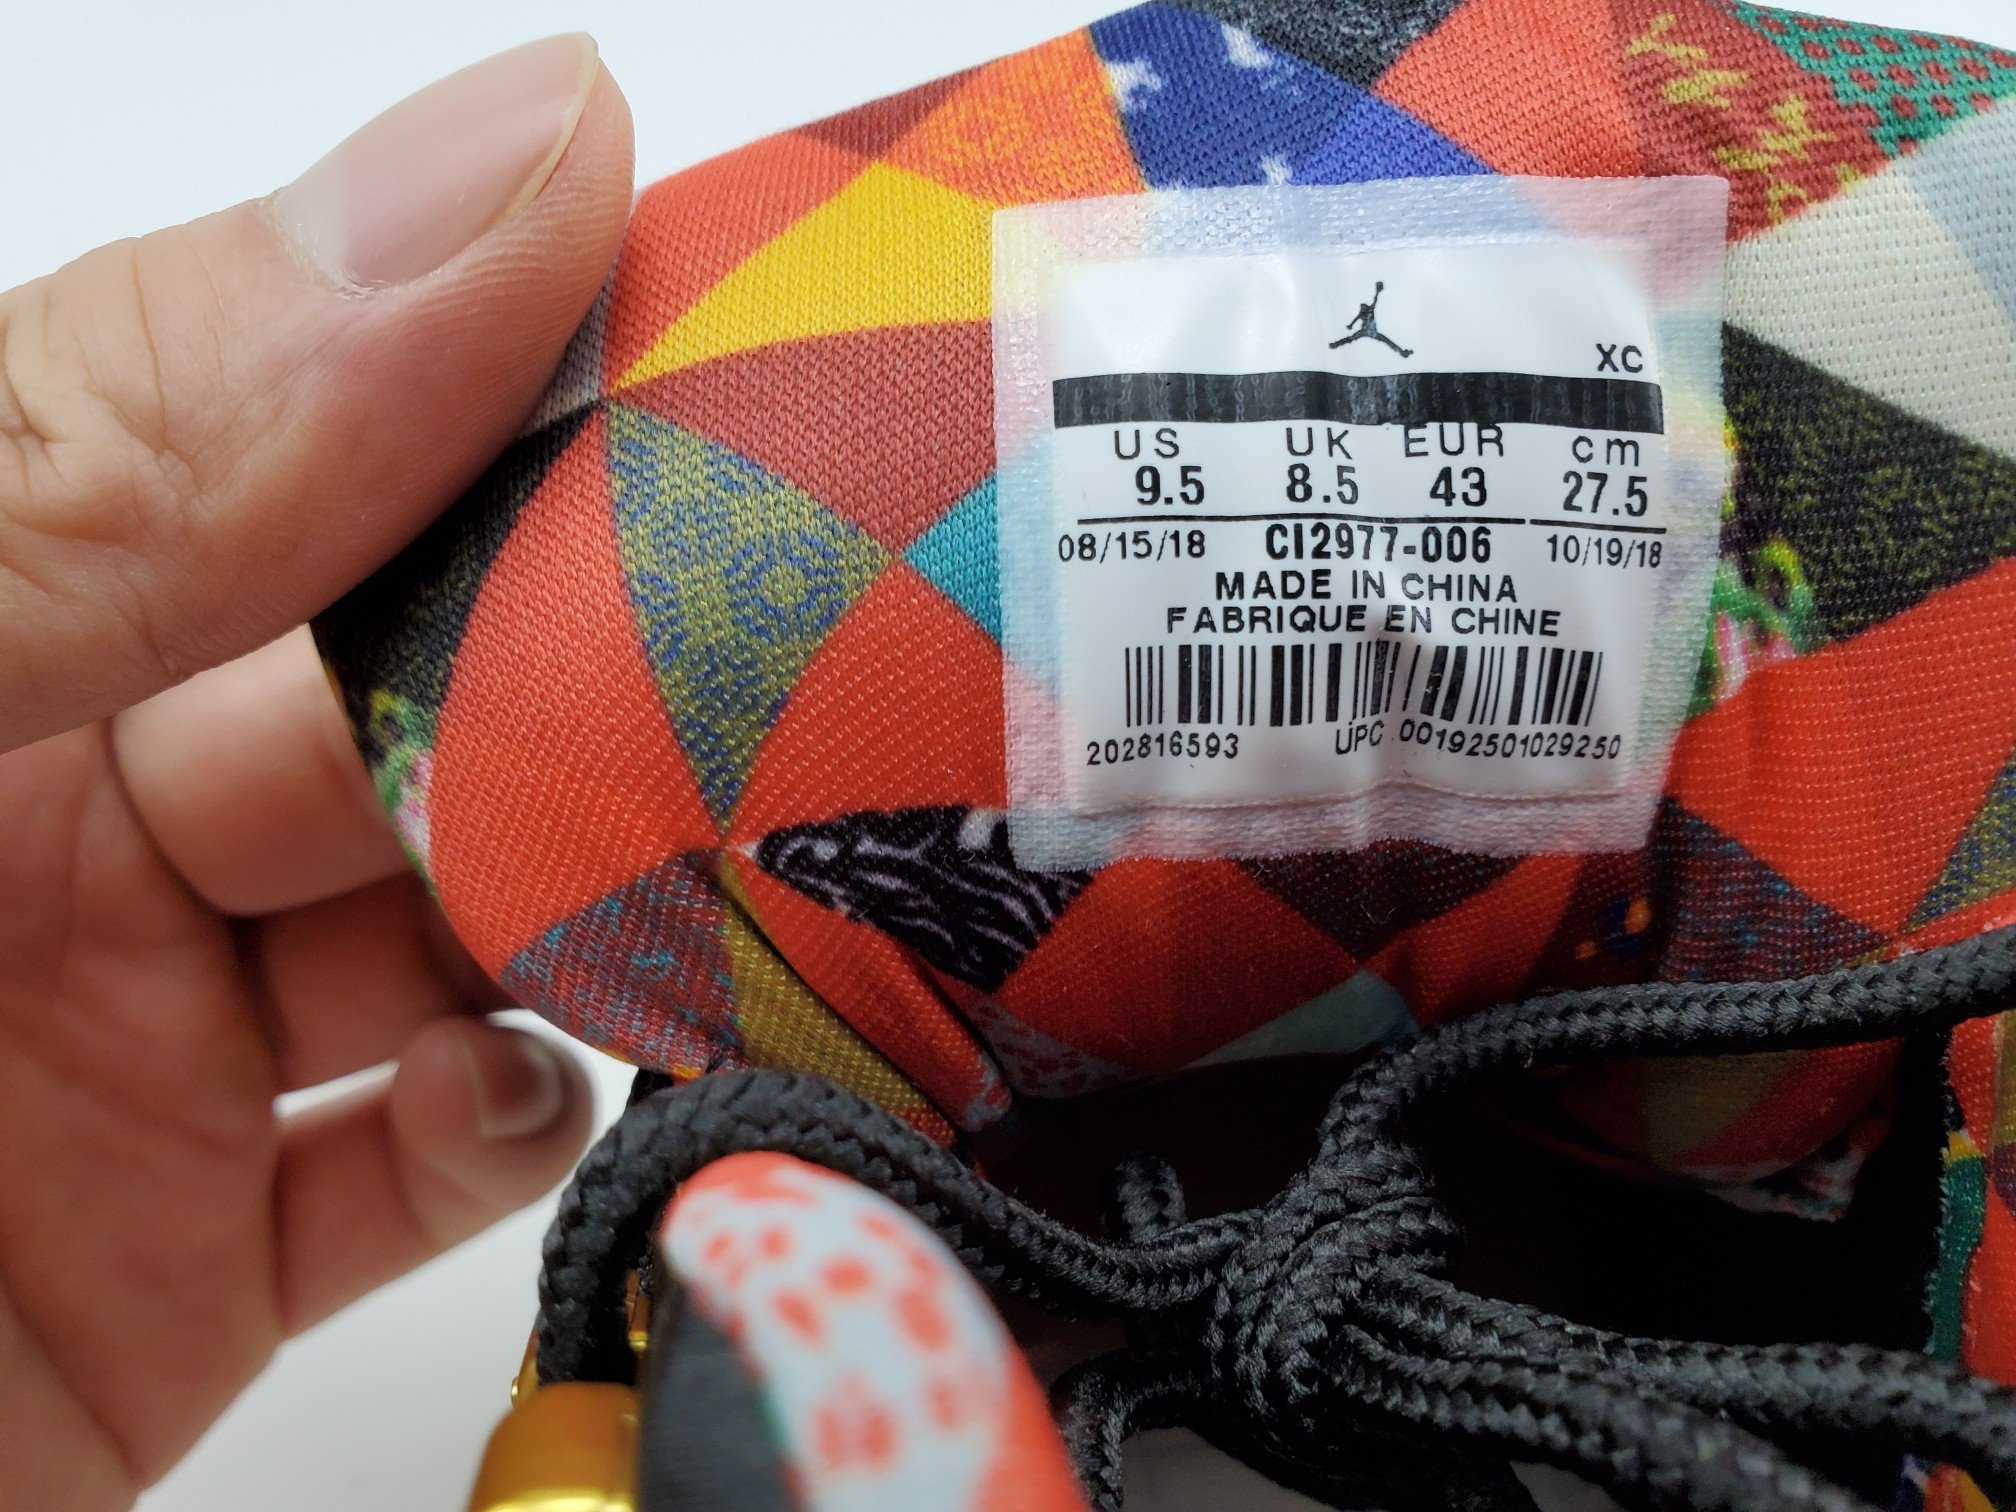 XC
US UK EUR cm
9.5 8.5 43 27.5
08/15/18 CI2977-006 10/19/18
MADE IN CHINA
FABRIQUE EN CHINE
202816593 UPC 00192501029250